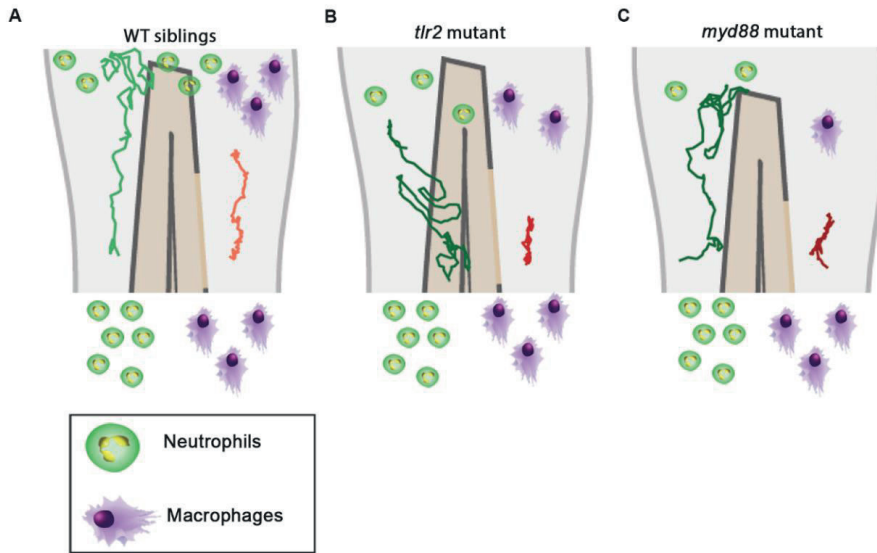 A
WT siblings
B
tlr2 mutant
C
myd88 mutant
Neutrophils
Macrophages